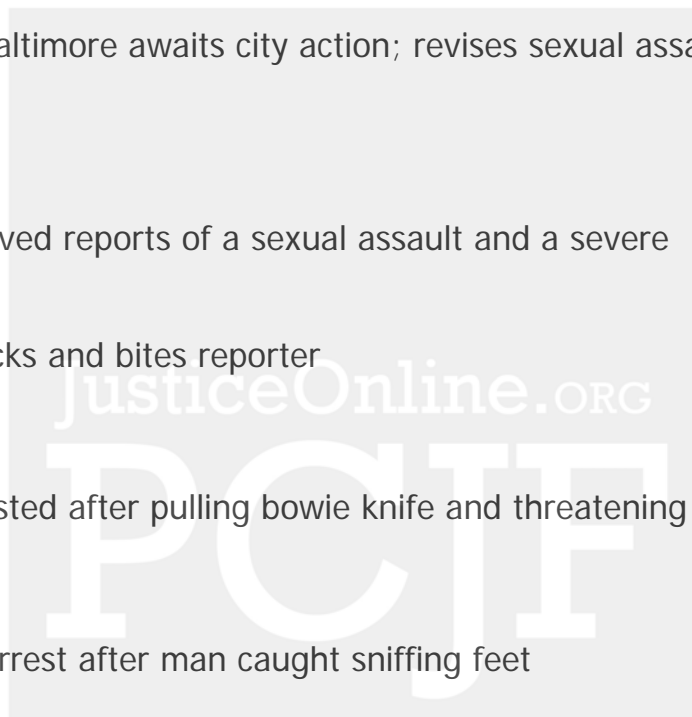 altimore awaits city action; revises sexual assa
ved reports of a sexual assault and a severe
cks and bites reporter
JusticeOnline.ORG
PCJF
sted after pulling bowie knife and threatening
rrest after man caught sniffing feet